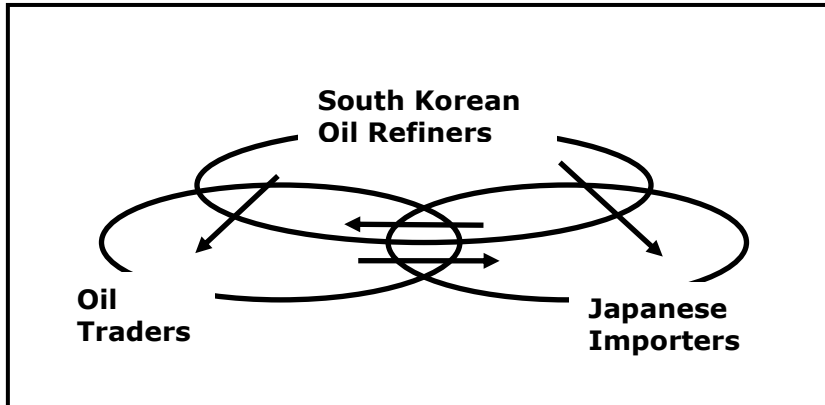 South Korean
Oil Refiners
Oil
Traders
Japanese
Importers